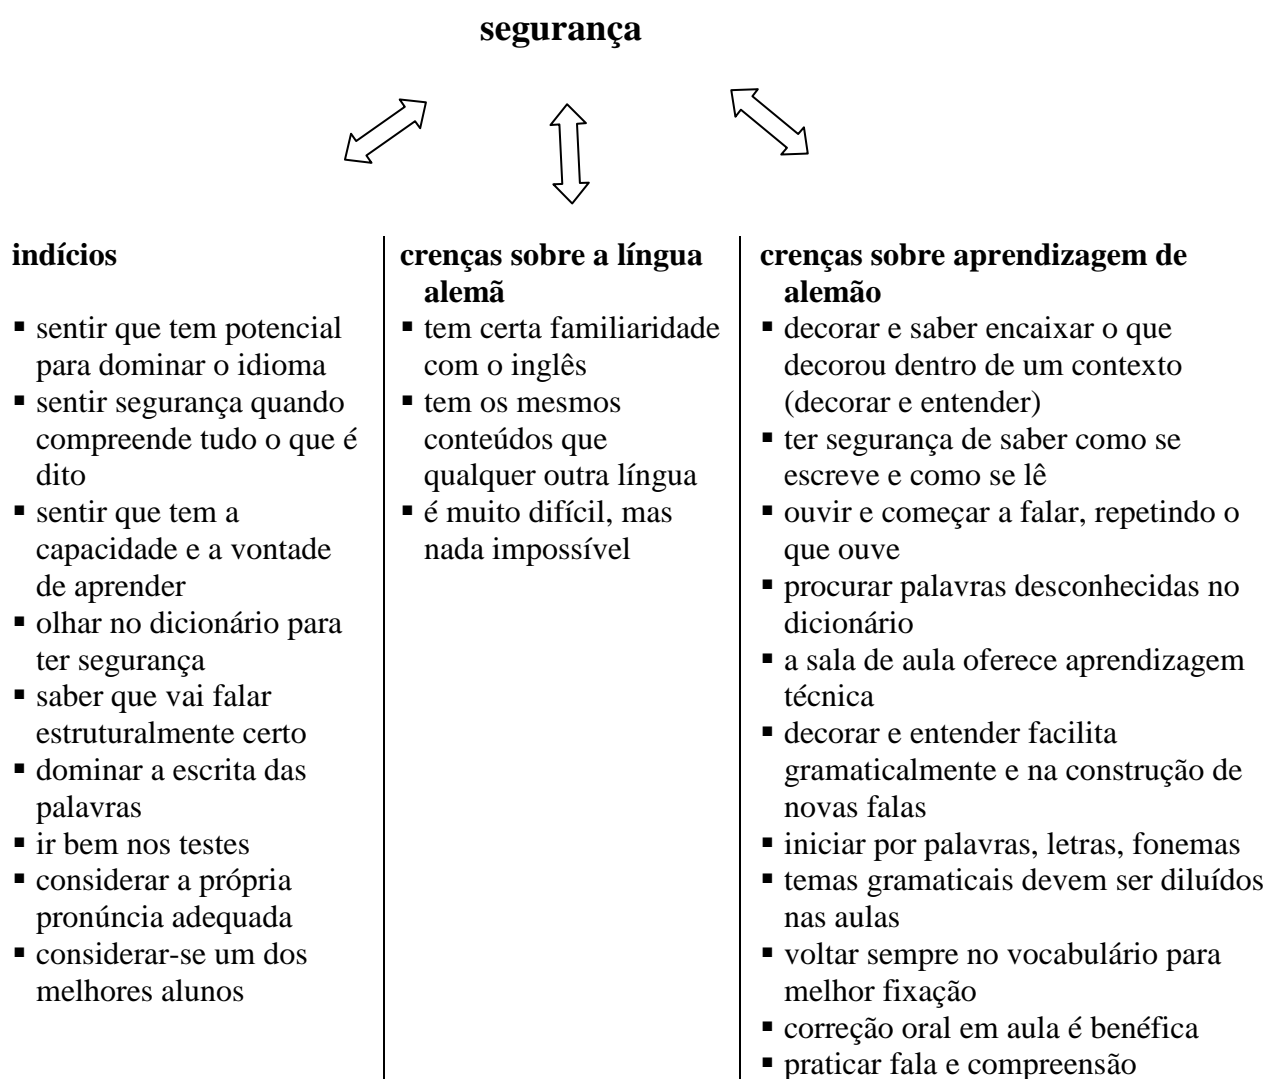 segurança
indícios
▪ sentir que tem potencial
para dominar o idioma
▪ sentir segurança quando
compreende tudo o que é
dito
▪ sentir que tem a
capacidade e a vontade
de aprender
▪ olhar no dicionário para
ter segurança
▪ saber que vai falar
estruturalmente certo
▪ dominar a escrita das
palavras
▪ ir bem nos testes
▪ considerar a própria
pronúncia adequada
▪ considerar-se um dos
melhores alunos
crenças sobre a língua
alemã
▪ tem certa familiaridade
com o inglês
▪ tem os mesmos
conteúdos que
qualquer outra língua
▪ é muito difícil, mas
nada impossível
crenças sobre aprendizagem de
alemão
▪ decorar e saber encaixar o que
decorou dentro de um contexto
(decorar e entender)
▪ ter segurança de saber como se
escreve e como se lê
▪ ouvir e começar a falar, repetindo o
que ouve
▪ procurar palavras desconhecidas no
dicionário
▪ a sala de aula oferece aprendizagem
técnica
▪ decorar e entender facilita
gramaticalmente e na construção de
novas falas
▪ iniciar por palavras, letras, fonemas
▪ temas gramaticais devem ser diluídos
nas aulas
▪ voltar sempre no vocabulário para
melhor fixação
▪ correção oral em aula é benéfica
▪ praticar fala e compreensão